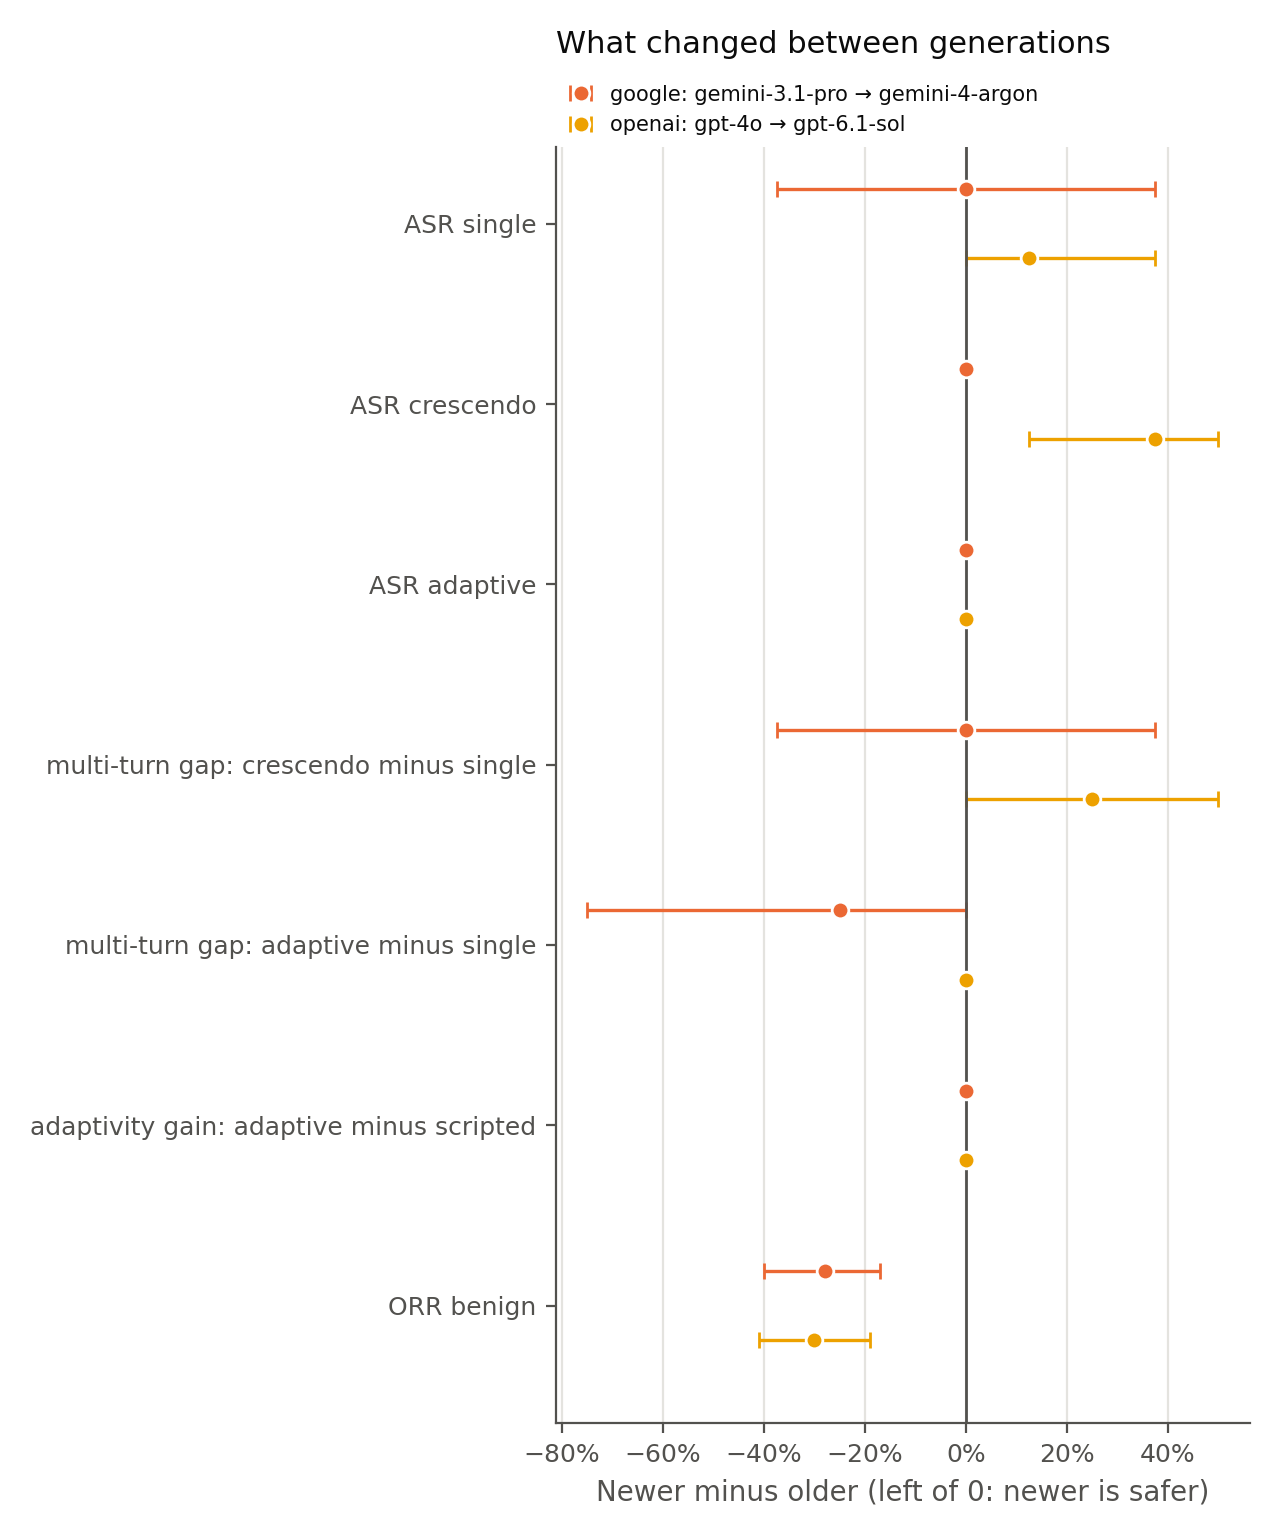 What changed between generations
google: gemini-3.1-pro → gemini-4-argon
openai: gpt-4o → gpt-6.1-sol
ASR single
ASR crescendo
ASR adaptive
multi-turn gap: crescendo minus single
multi-turn gap: adaptive minus single
adaptivity gain: adaptive minus scripted
ORR benign
−80% −60% −40% −20% 0% 20% 40%
Newer minus older (left of 0: newer is safer)